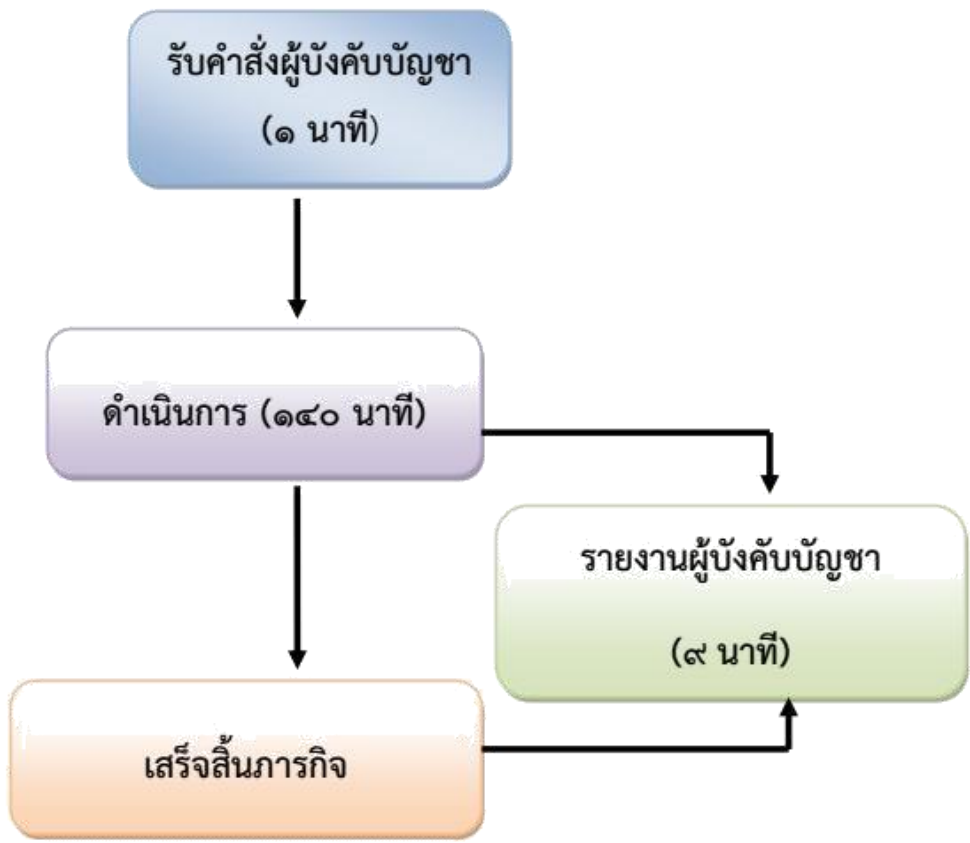 รับคำสั่งผู้บังคับบัญชา
(๑ นาที)
ดำเนินการ (๑๔๐ นาที)
รายงานผู้บังคับบัญชา
(๙ นาที)
เสร็จสิ้นภารกิจ